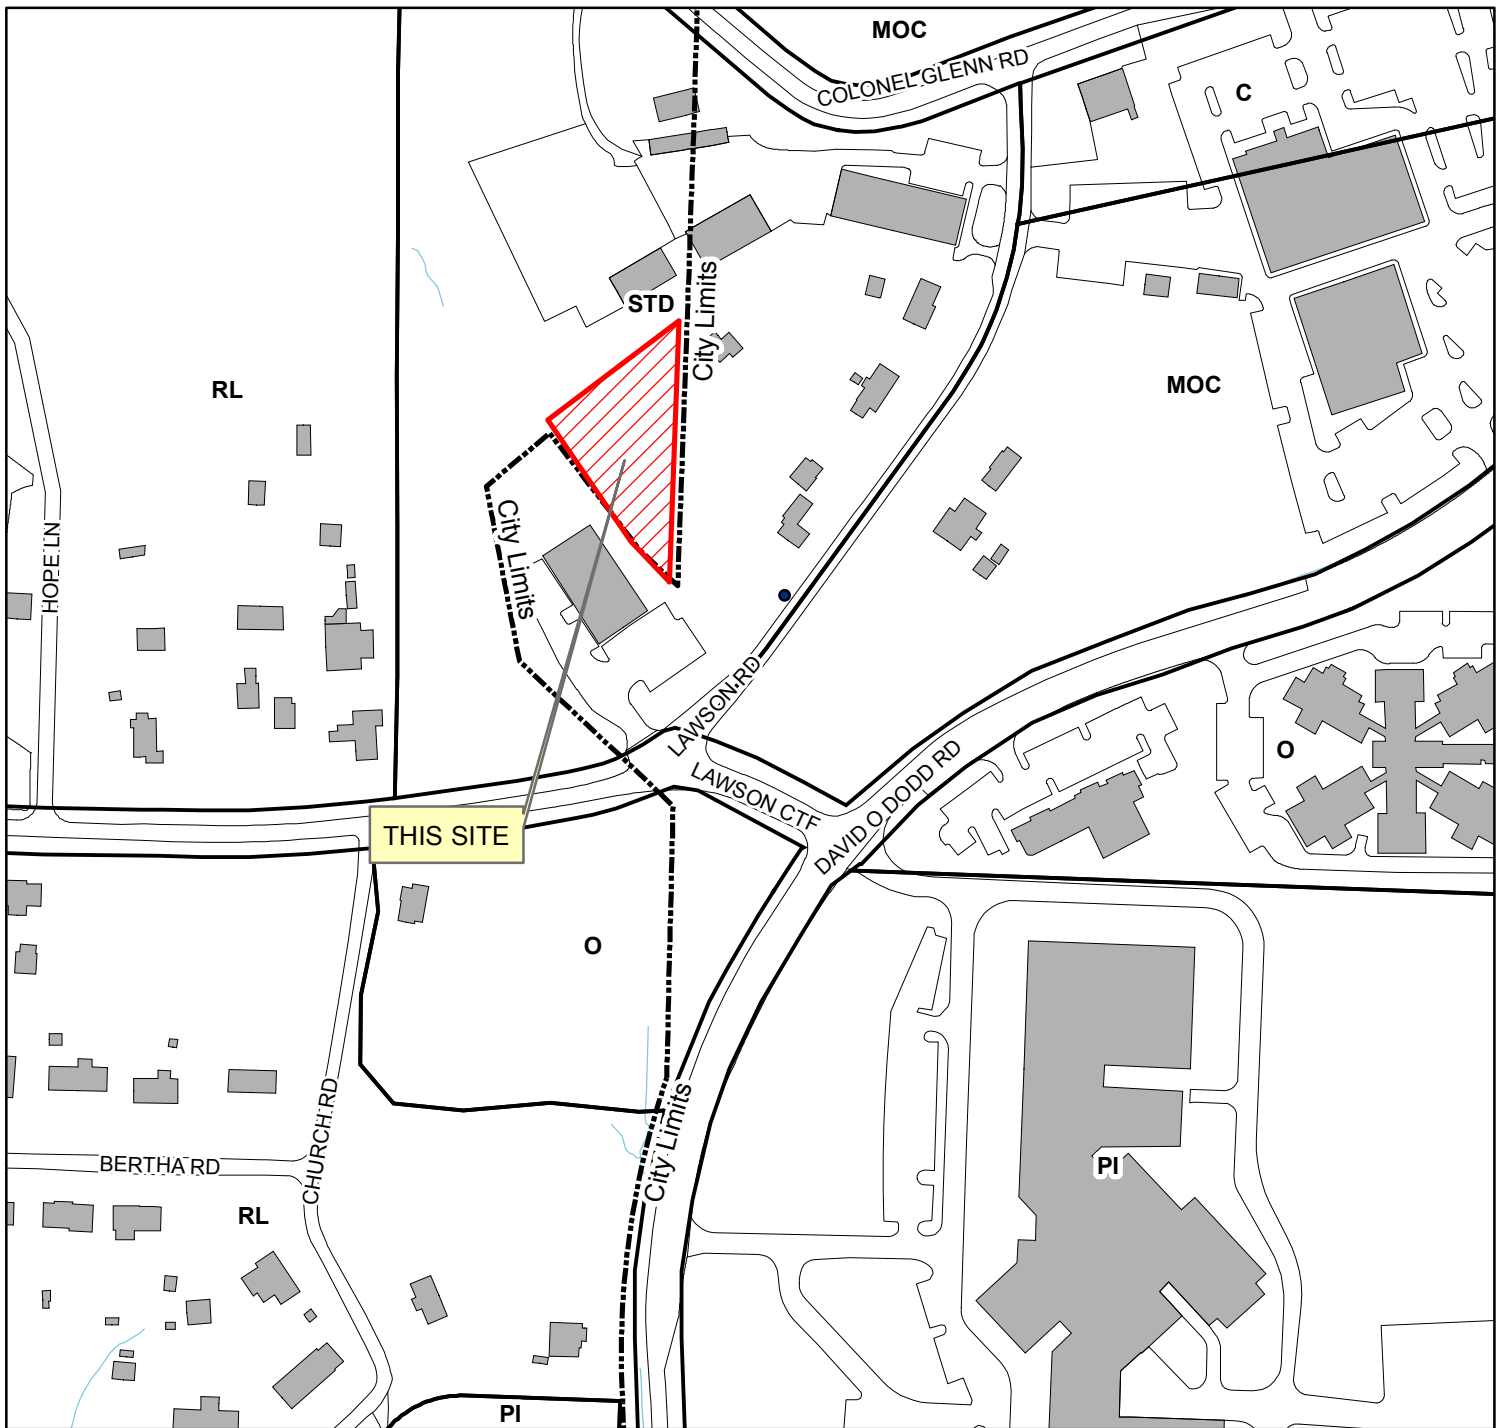 MOC
COLONEL GLENN RD
C
City Limits
STD
RL
MOC
City Limits
HOPE LN
LAWSON RD
LAWSON CTF
DAVID O DODD RD
O
THIS SITE
O
CHURCH RD
City Limits
BERTHA RD
PI
RL
PI